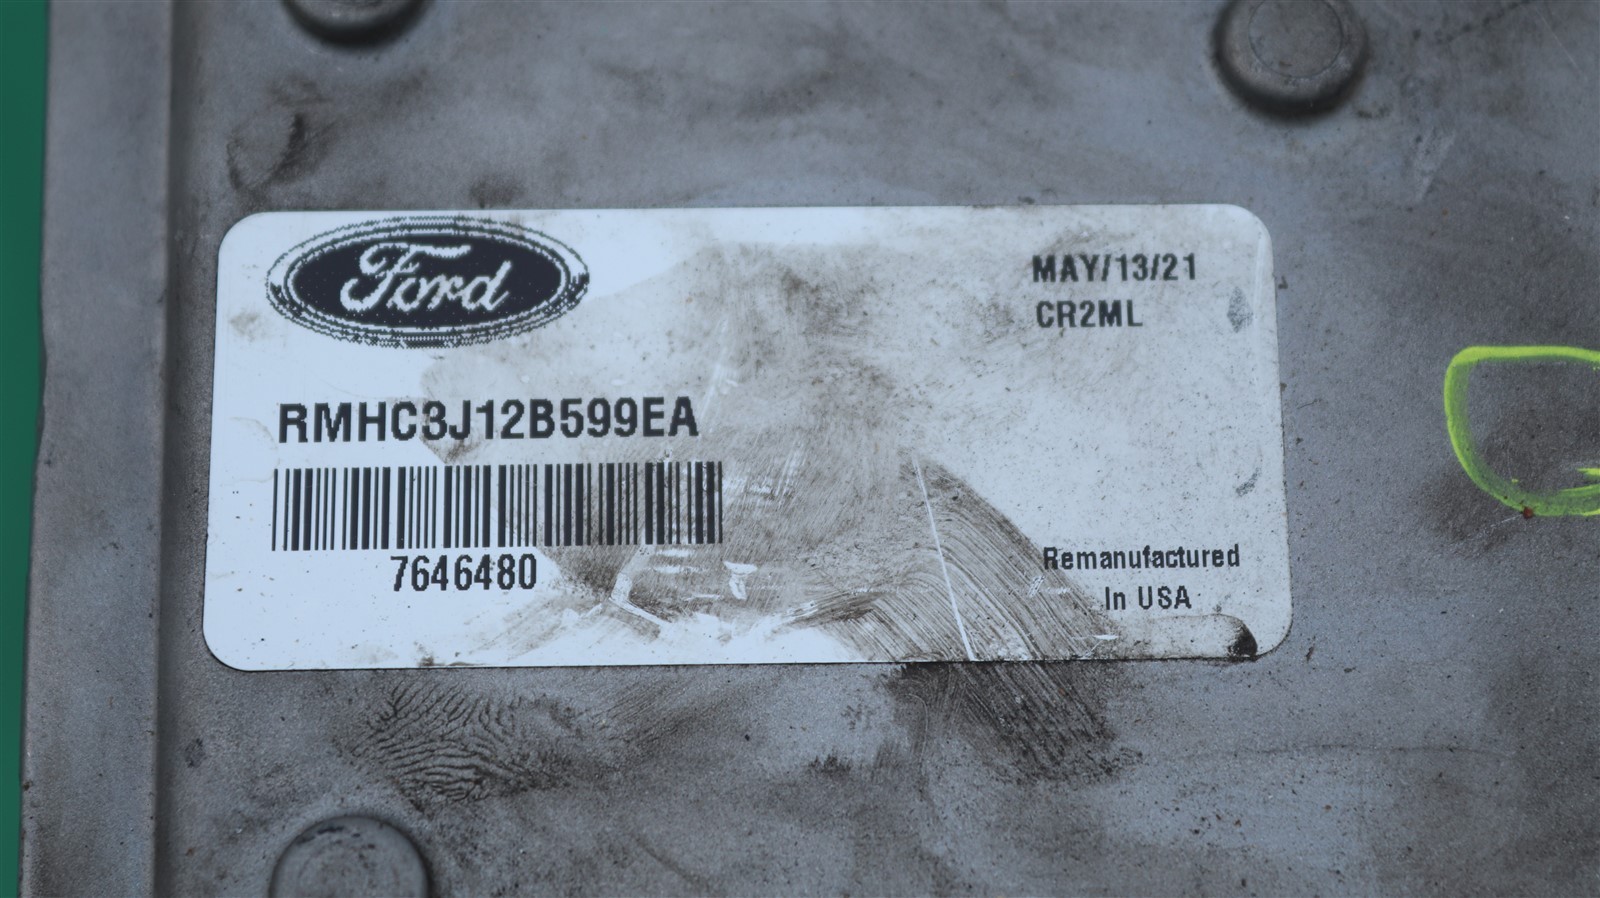 Ford
MAY/13/21
CR2ML
RMHC3J12B599EA
7646480
Remanufactured
In USA